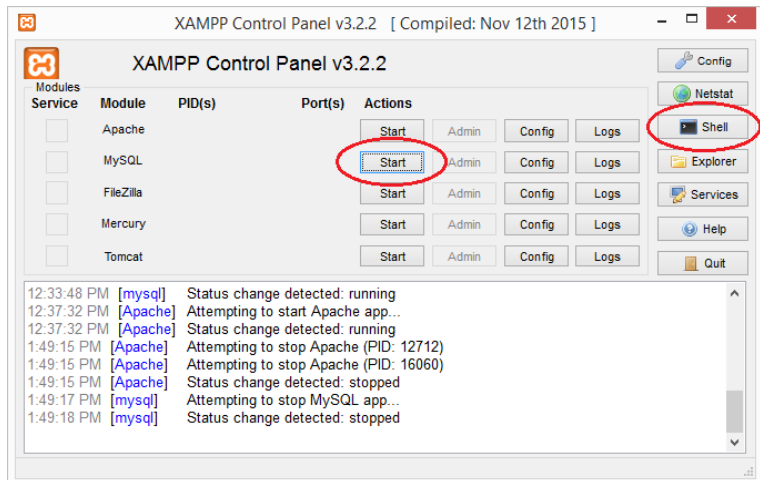 XAMPP Control Panel v3.2.2 [ Compiled: Nov 12th 2015 ]
XAMPP Control Panel v3.2.2
Config
Modules
Service Module PID(s) Port(s) Actions
Netstat
Apache Start Admin Config Logs
Shell
MySQL Start Admin Config Logs
Explorer
FileZilla Start Admin Config Logs
Services
Mercury Start Admin Config Logs
Help
Tomcat Start Admin Config Logs
Quit
12:33:48 PM [mysql] Status change detected: running
12:37:32 PM [Apache] Attempting to start Apache app...
12:37:32 PM [Apache] Status change detected: running
1:49:15 PM [Apache] Attempting to stop Apache (PID: 12712)
1:49:15 PM [Apache] Attempting to stop Apache (PID: 16060)
1:49:15 PM [Apache] Status change detected: stopped
1:49:17 PM [mysql] Attempting to stop MySQL app...
1:49:18 PM [mysql] Status change detected: stopped